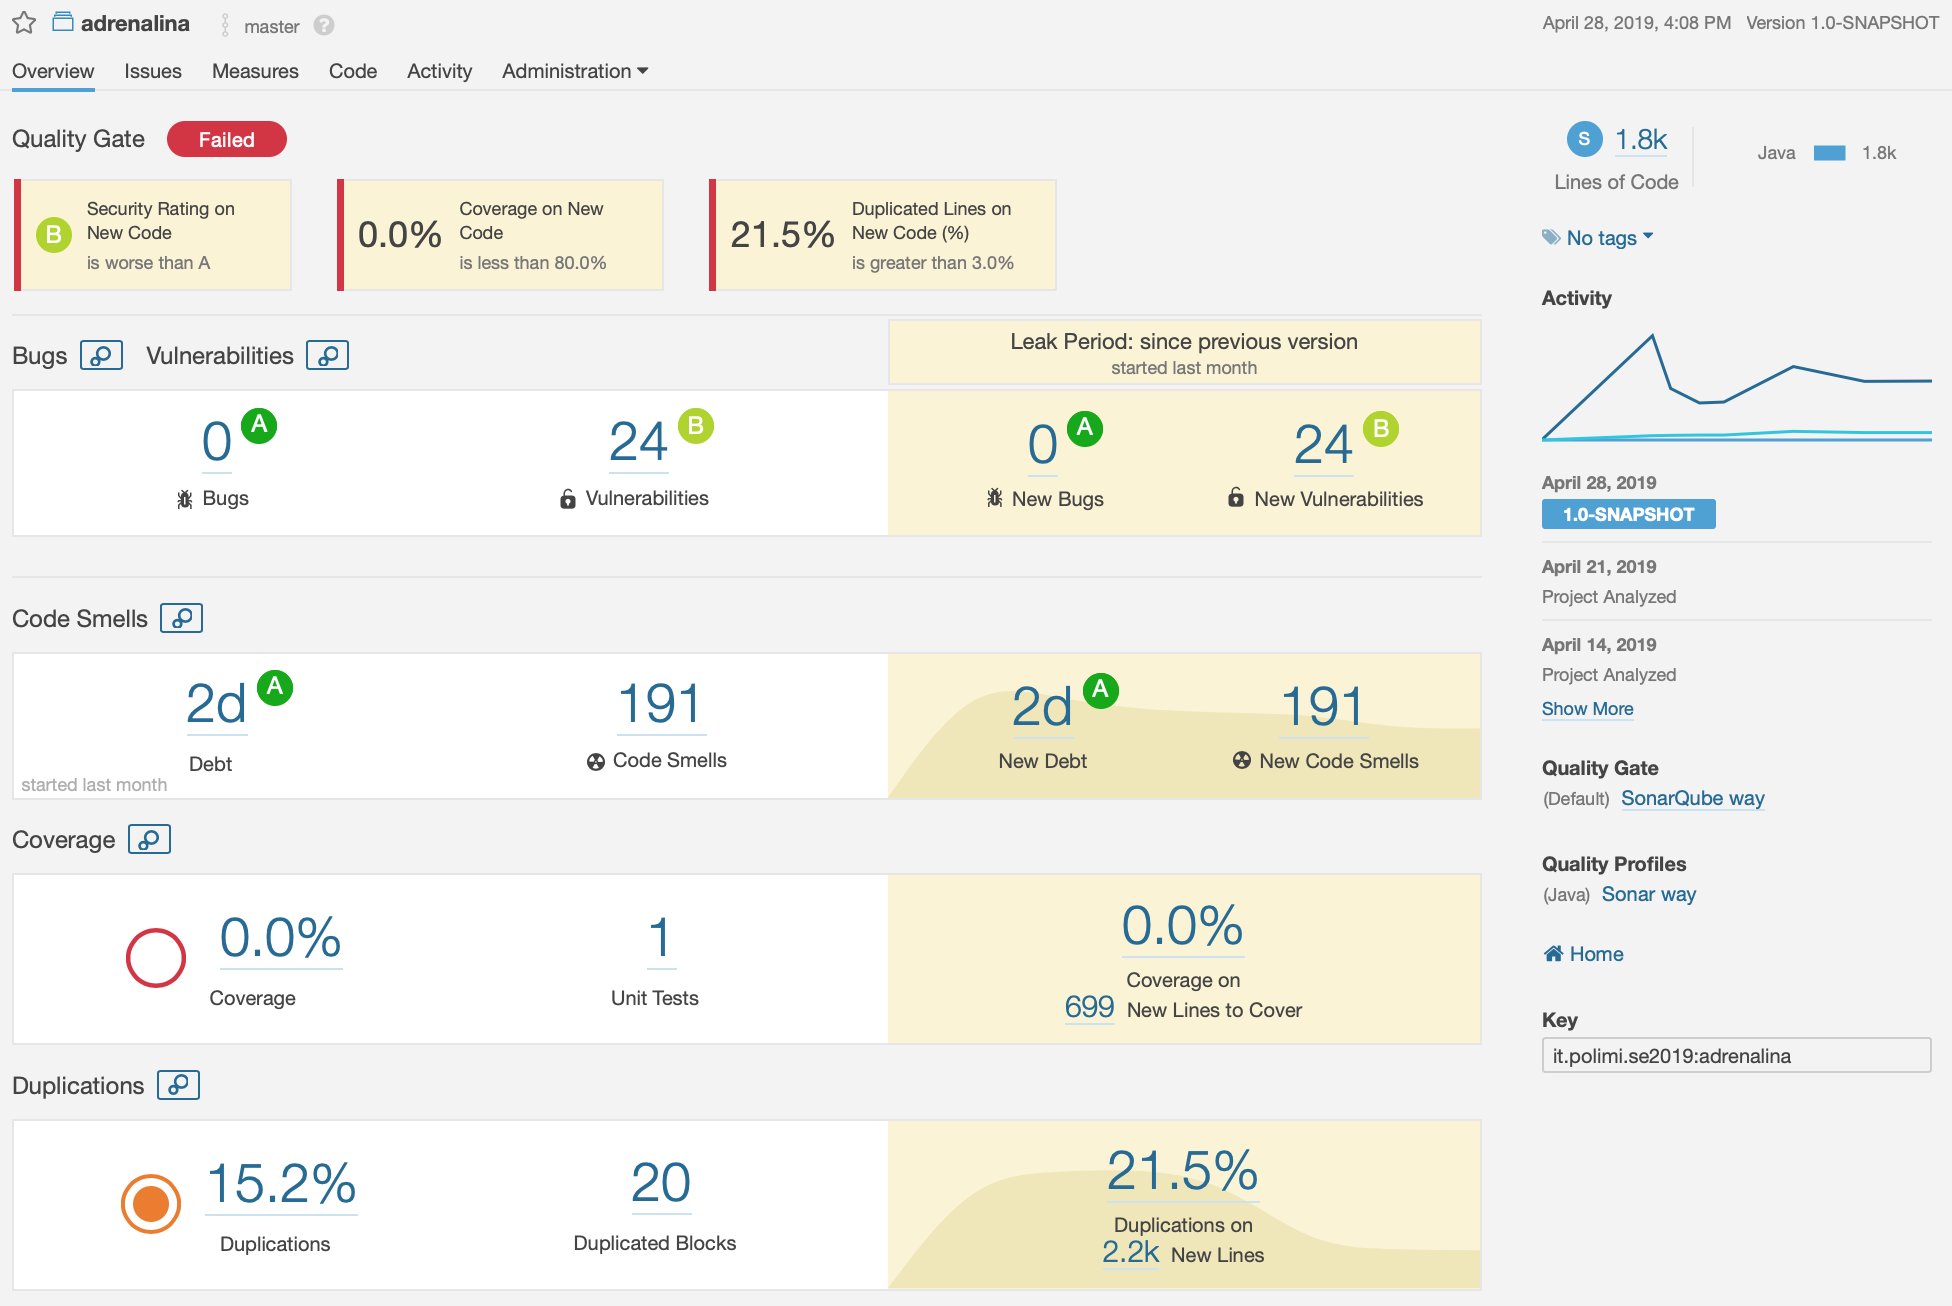 adrenalina
master
?
April 28, 2019, 4:08 PM Version 1.0-SNAPSHOT
Overview Issues Measures Code Activity Administration
Quality Gate Failed
B
Security Rating on
New Code
is worse than A
0.0%
Coverage on New
Code
is less than 80.0%
21.5%
Duplicated Lines on
New Code (%)
is greater than 3.0%
Bugs Vulnerabilities
Leak Period: since previous version
started last month
0 A
Bugs
24 B
Vulnerabilities
0 A
New Bugs
24 B
New Vulnerabilities
Code Smells
2d A
Debt
started last month
191
Code Smells
2d A
New Debt
191
New Code Smells
Coverage
0.0%
Coverage
1
Unit Tests
0.0%
Coverage on
699 New Lines to Cover
Duplications
15.2%
Duplications
20
Duplicated Blocks
21.5%
Duplications on
2.2k New Lines
S 1.8k
Lines of Code
Java 1.8k
No tags
Activity
April 28, 2019
1.0-SNAPSHOT
April 21, 2019
Project Analyzed
April 14, 2019
Project Analyzed
Show More
Quality Gate
(Default) SonarQube way
Quality Profiles
(Java) Sonar way
Home
Key
it.polimi.se2019:adrenalina